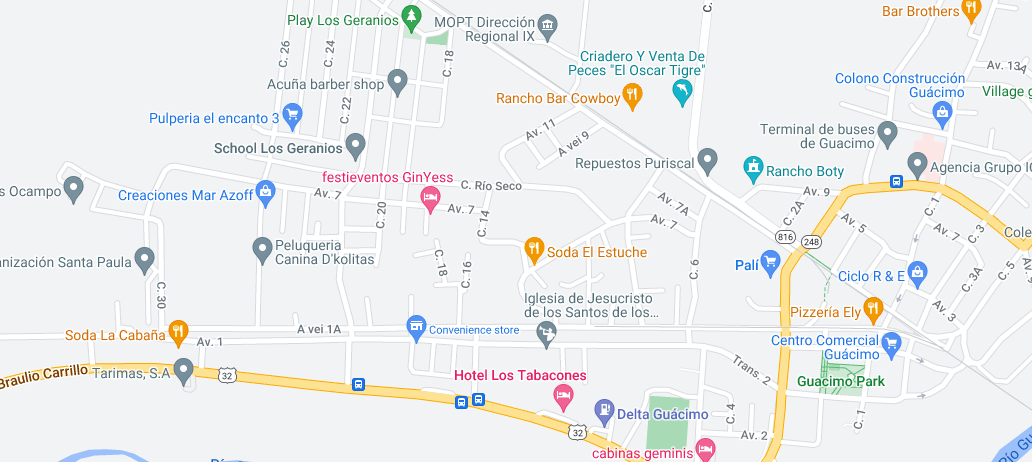 Play Los Geranios
MOPT Dirección
Regional IX
Bar Brothers
C. 26
C. 24
C. 22
C. 18
Criadero Y Venta De
Peces "El Oscar Tigre"
Av. 13A
Village
Acuña barber shop
Rancho Bar Cowboy
Colono Construcción
Guácimo
Pulperia el encanto 3
Av. 11
A vei 9
Terminal de buses
de Guacimo
School Los Geranios
Repuestos Puriscal
Agencia Grupo
Rancho Boty
festieventos GinYess
C. Río Seco
s Ocampo
Creaciones Mar Azoff
Av. 7
Av. 7
Av. 7A
Av. 7
Av. 9
C. 2A
C. 1
Av. 5
Av. 7
C. 3
Cole
C. 20
C. 14
816
248
Peluqueria
Canina D'kolitas
Soda El Estuche
anización Santa Paula
C. 18
C. 16
C. 6
Palí
Ciclo R & E
C. 3A
C. 5
C. 30
Iglesia de Jesucristo
de los Santos de los...
Pizzería Ely
C. 3
Soda La Cabaña
A vei 1A
Convenience store
Av. 1
Centro Comercial
Guácimo
Braulio Carrillo
Tarimas, S.A
32
Trans. 2
Hotel Los Tabacones
Guacimo Park
Delta Guácimo
C. 4
C. 1
32
Av. 2
cabinas geminis
Río Gu